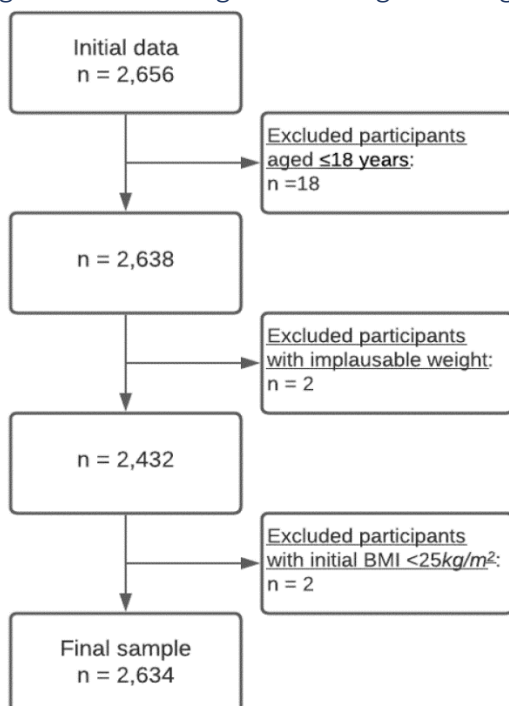 Initial data
n = 2,656
Excluded participants
aged ≤18 years:
n =18
n = 2,638
Excluded participants
with implausable weight:
n = 2
n = 2,432
Excluded participants
with initial BMI <25kg/m²:
n = 2
Final sample
n = 2,634